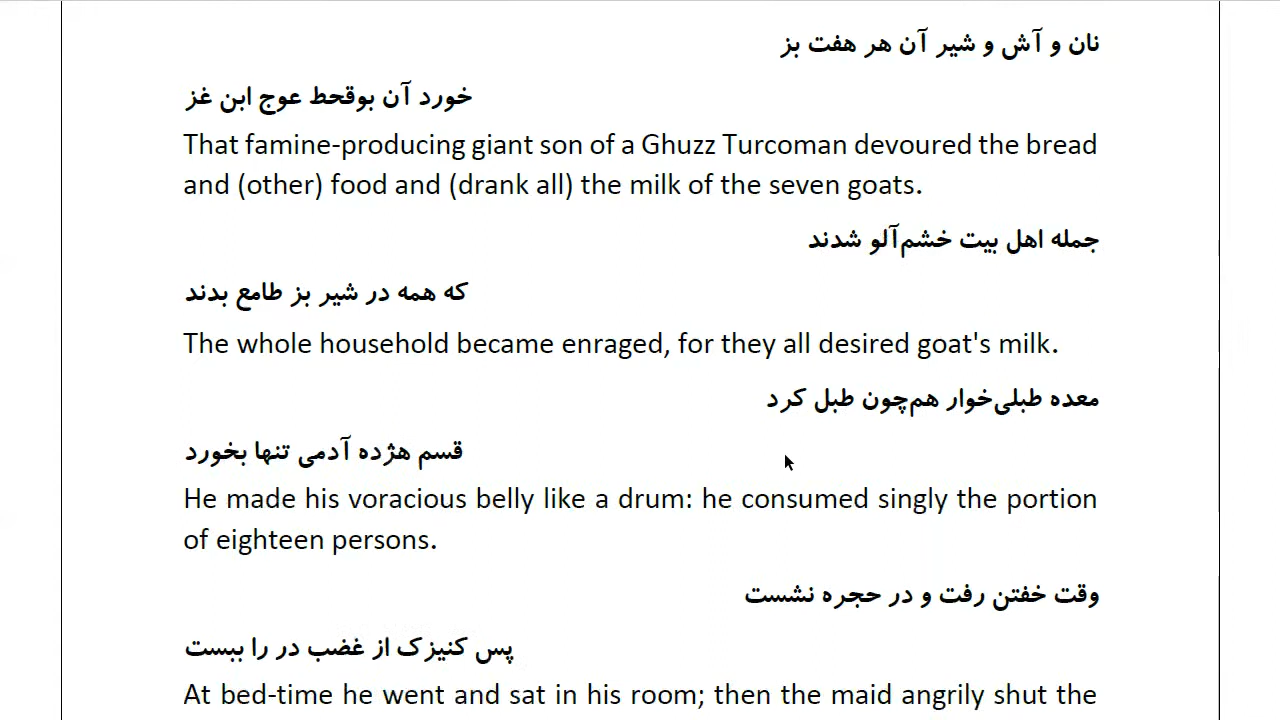 نان و آش و شیر آن هر هفت بز
خورد آن بوقحط عوج ابن غز
That famine-producing giant son of a Ghuzz Turcoman devoured the bread
and (other) food and (drank all) the milk of the seven goats.
جمله اهل بیت خشم‌آلو شدند
که همه در شیر بز طامع بدند
The whole household became enraged, for they all desired goat's milk.
معده طبلی‌خوار هم‌چون طبل کرد
قسم هژده آدمی تنها بخورد
He made his voracious belly like a drum: he consumed singly the portion
of eighteen persons.
وقت خفتن رفت و در حجره نشست
پس کنیزک از غضب در را ببست
At bed-time he went and sat in his room; then the maid angrily shut the